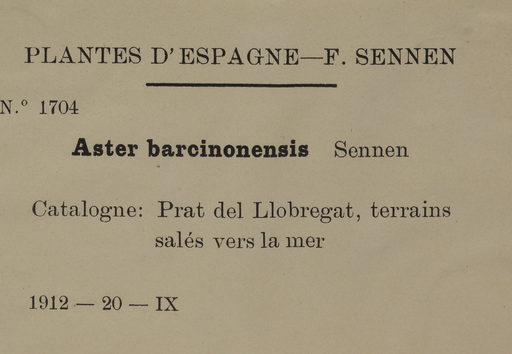 PLANTES D'ESPAGNE—F. SENNEN
N.º 1704
Aster barcinonensis Sennen
Catalogne: Prat del Llobregat, terrains
salés vers la mer
1912 — 20 — IX